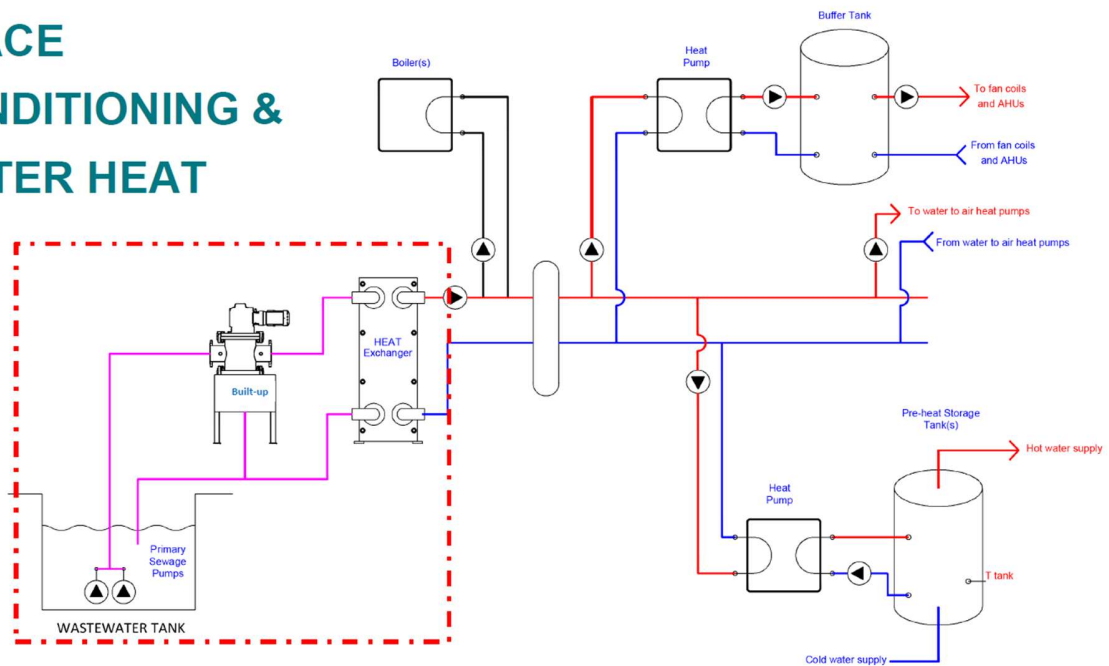 ACE
NDITIONING &
TER HEAT
Boiler(s)
Heat
Pump
Buffer Tank
To fan coils
and AHUs
From fan coils
and AHUs
To water to air heat pumps
From water to air heat pumps
HEAT
Exchanger
Built-up
Primary
Sewage
Pumps
WASTEWATER TANK
Heat
Pump
Pre-heat Storage
Tank(s)
Hot water supply
T tank
Cold water supply